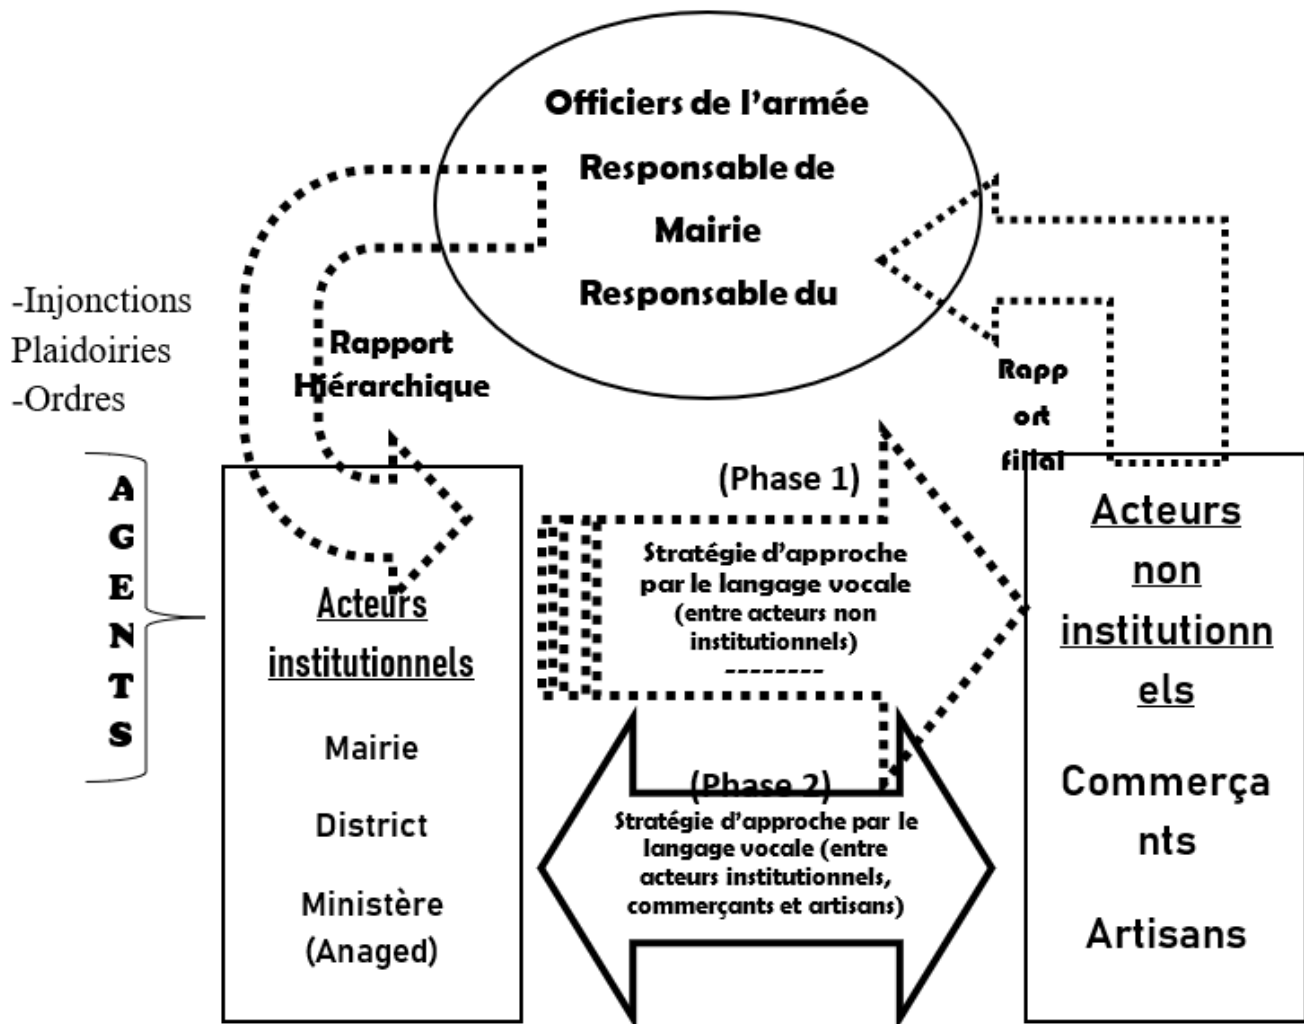 Officiers de l’armée
Responsable de
Mairie
Responsable du
-Injonctions
Plaidoiries
-Ordres
Rapport
Hiérarchique
Rapp
ort
filial
A
G
E
N
T
S
Acteurs
institutionnels
Mairie
District
Ministère
(Anaged)
(Phase 1)
Stratégie d’approche
par le langage vocale
(entre acteurs non
institutionnels)
--------
(Phase 2)
Stratégie d’approche par le
langage vocale (entre
acteurs institutionnels,
commerçants et artisans)
Acteurs
non
institutionn
els
Commerça
nts
Artisans